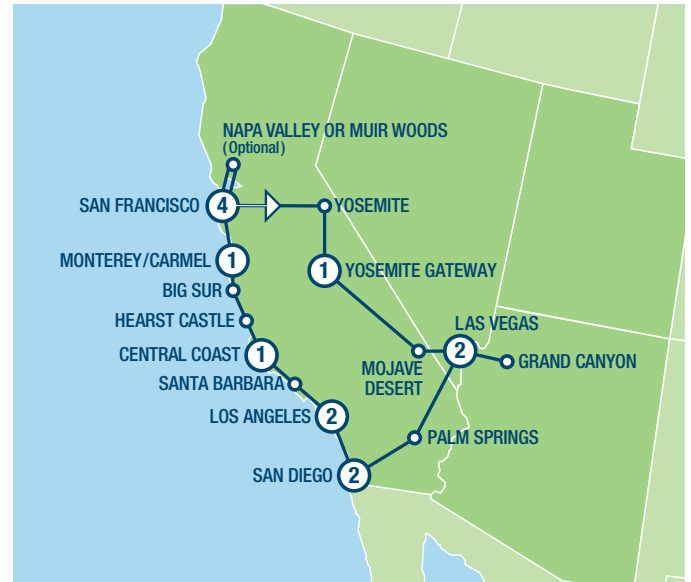 NAPA VALLEY OR MUIR WOODS
(Optional)
SAN FRANCISCO 4
YOSEMITE
MONTEREY/CARMEL 1
1 YOSEMITE GATEWAY
BIG SUR
HEARST CASTLE
LAS VEGAS
2
CENTRAL COAST 1
MOJAVE
DESERT
GRAND CANYON
SANTA BARBARA
LOS ANGELES 2
PALM SPRINGS
SAN DIEGO 2